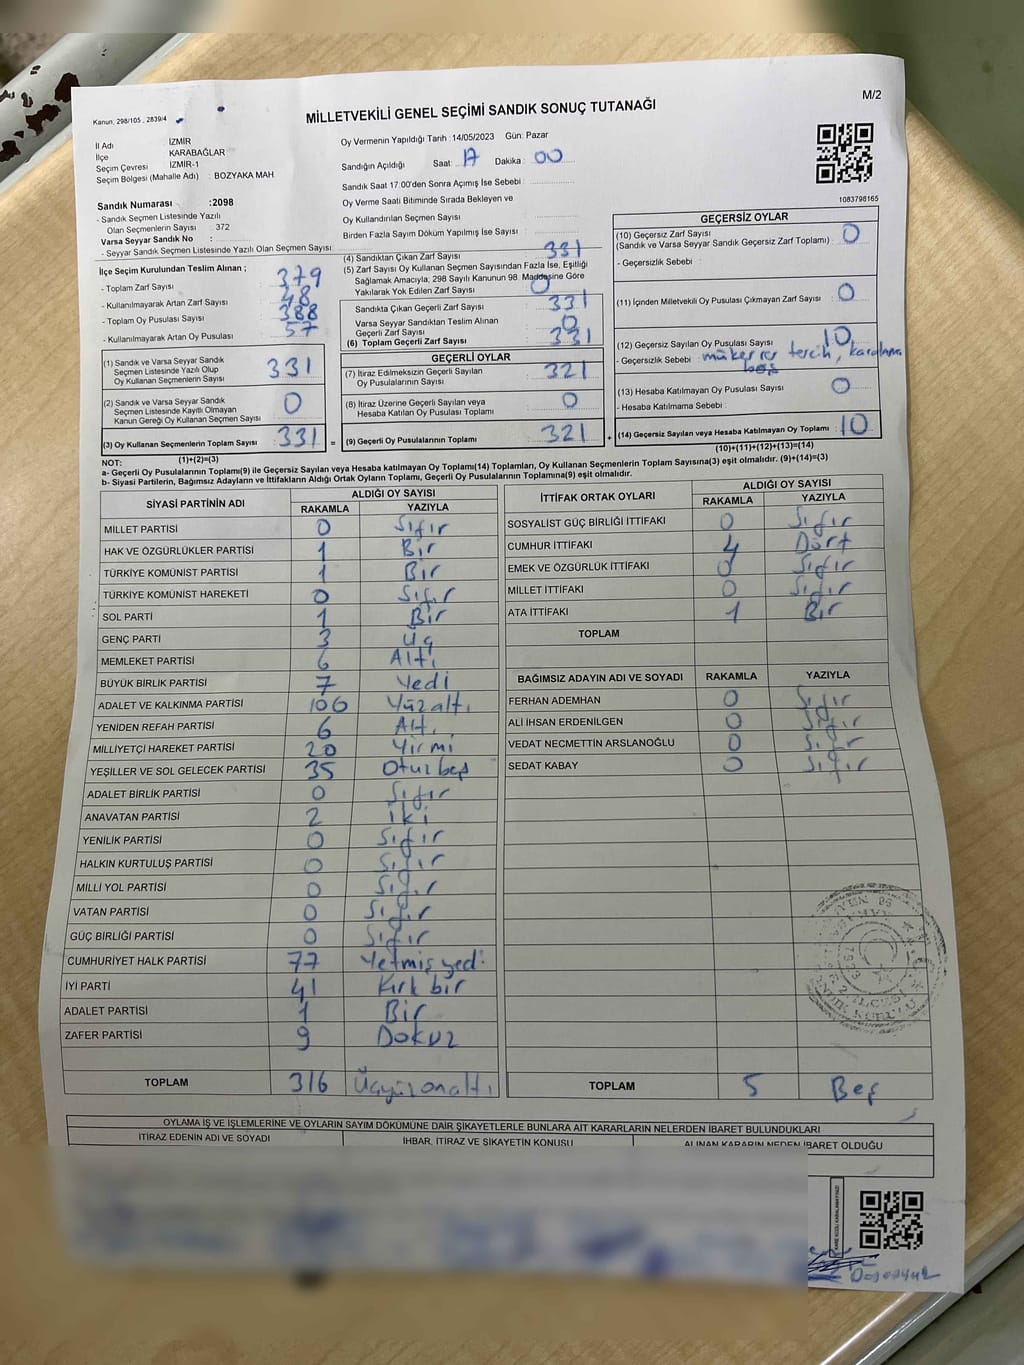 MİLLETVEKİLİ GENEL SEÇİMİ SANDIK SONUÇ TUTANAĞI
M/2
Kanun, 298/105 , 2839/4
İl Adı İZMİR
İlçe KARABAĞLAR
Seçim Çevresi İZMİR-1
Seçim Bölgesi (Mahalle Adı) : BOZYAKA MAH
Oy Vermenin Yapıldığı Tarih : 14/05/2023 Gün: Pazar
Sandığın Açıldığı Saat: 17 Dakika : 00
Sandık Saat 17:00'den Sonra Açımış İse Sebebi :
Oy Verme Saati Bitiminde Sırada Bekleyen ve
Oy Kullandırılan Seçmen Sayısı
Birden Fazla Sayım Döküm Yapılmış İse Sayısı
1083798165
Sandık Numarası : 2098
- Sandık Seçmen Listesinde Yazılı
Olan Seçmenlerin Sayısı : 372
Varsa Seyyar Sandık No :
- Seyyar Sandık Seçmen Listesinde Yazılı Olan Seçmen Sayısı:
İlçe Seçim Kurulundan Teslim Alınan ;
- Toplam Zarf Sayısı : 379
- Kullanılmayarak Artan Zarf Sayısı : 48
- Toplam Oy Pusulası Sayısı : 388
- Kullanılmayarak Artan Oy Pusulası : 57
(1) Sandık ve Varsa Seyyar Sandık
Seçmen Listesinde Yazılı Olup
Oy Kullanan Seçmenlerin Sayısı : 331
(2) Sandık ve Varsa Seyyar Sandık
Seçmen Listesinde Kayıtlı Olmayan
Kanun Gereği Oy Kullanan Seçmen Sayısı : 0
(3) Oy Kullanan Seçmenlerin Toplam Sayısı : 331
(1)+(2)=(3)
(4) Sandıktan Çıkan Zarf Sayısı : 331
(5) Zarf Sayısı Oy Kullanan Seçmen Sayısından Fazla İse, Eşitliği
Sağlamak Amacıyla; 298 Sayılı Kanunun 98. Maddesine Göre
Yakılarak Yok Edilen Zarf Sayısı : 0
Sandıkta Çıkan Geçerli Zarf Sayısı : 331
Varsa Seyyar Sandıktan Teslim Alınan
Geçerli Zarf Sayısı : 0
(6) Toplam Geçerli Zarf Sayısı : 331
GEÇERLİ OYLAR
(7) İtiraz Edilmeksizin Geçerli Sayılan
Oy Pusulalarının Sayısı : 321
(8) İtiraz Üzerine Geçerli Sayılan veya
Hesaba Katılan Oy Pusulası Toplamı : 0
= (9) Geçerli Oy Pusulalarının Toplamı : 321 +
GEÇERSİZ OYLAR
(10) Geçersiz Zarf Sayısı
(Sandık ve Varsa Seyyar Sandık Geçersiz Zarf Toplamı) : 0
- Geçersizlik Sebebi :
(11) İçinden Milletvekili Oy Pusulası Çıkmayan Zarf Sayısı : 0
(12) Geçersiz Sayılan Oy Pusulası Sayısı : 10
- Geçersizlik Sebebi : mükerrer tercih, karalama
boş
(13) Hesaba Katılmayan Oy Pusulası Sayısı : 0
- Hesaba Katılmama Sebebi :
(14) Geçersiz Sayılan veya Hesaba Katılmayan Oy Toplamı : 10
(10)+(11)+(12)+(13)=(14)
NOT:
a- Geçerli Oy Pusulalarının Toplamı(9) ile Geçersiz Sayılan veya Hesaba katılmayan Oy Toplamı(14) Toplamları, Oy Kullanan Seçmenlerin Toplam Sayısına(3) eşit olmalıdır. (9)+(14)=(3)
b- Siyasi Partilerin, Bağımsız Adayların ve İttifakların Aldığı Ortak Oyların Toplamı, Geçerli Oy Pusulalarının Toplamına(9) eşit olmalıdır.
SİYASİ PARTİNİN ADI ALDIĞI OY SAYISI
RAKAMLA YAZIYLA
MİLLET PARTİSİ 0 Sıfır
HAK VE ÖZGÜRLÜKLER PARTİSİ 1 Bir
TÜRKİYE KOMÜNİST PARTİSİ 1 Bir
TÜRKİYE KOMÜNİST HAREKETİ 0 Sıfır
SOL PARTİ 1 Bir
GENÇ PARTİ 3 Üç
MEMLEKET PARTİSİ 6 Altı
BÜYÜK BİRLİK PARTİSİ 7 Yedi
ADALET VE KALKINMA PARTİSİ 106 Yüzaltı
YENİDEN REFAH PARTİSİ 6 Altı
MİLLİYETÇİ HAREKET PARTİSİ 20 Yirmi
YEŞİLLER VE SOL GELECEK PARTİSİ 35 Otuzbeş
ADALET BİRLİK PARTİSİ 0 Sıfır
ANAVATAN PARTİSİ 2 İki
YENİLİK PARTİSİ 0 Sıfır
HALKIN KURTULUŞ PARTİSİ 0 Sıfır
MİLLİ YOL PARTİSİ 0 Sıfır
VATAN PARTİSİ 0 Sıfır
GÜÇ BİRLİĞİ PARTİSİ 0 Sıfır
CUMHURİYET HALK PARTİSİ 77 Yetmişyedi
İYİ PARTİ 41 Kırk bir
ADALET PARTİSİ 1 Bir
ZAFER PARTİSİ 9 Dokuz
TOPLAM 316 Üçyüzonaltı
İTTİFAK ORTAK OYLARI ALDIĞI OY SAYISI
RAKAMLA YAZIYLA
SOSYALİST GÜÇ BİRLİĞİ İTTİFAKI 0 Sıfır
CUMHUR İTTİFAKI 4 Dört
EMEK VE ÖZGÜRLÜK İTTİFAKI 0 Sıfır
MİLLET İTTİFAKI 0 Sıfır
ATA İTTİFAKI 1 Bir
TOPLAM
BAĞIMSIZ ADAYIN ADI VE SOYADI RAKAMLA YAZIYLA
FERHAN ADEMHAN 0 Sıfır
ALİ İHSAN ERDENİLGEN 0 Sıfır
VEDAT NECMETTİN ARSLANOĞLU 0 Sıfır
SEDAT KABAY 0 Sıfır
TOPLAM 5 Beş
OYLAMA İŞ VE İŞLEMLERİNE VE OYLARIN SAYIM DÖKÜMÜNE DAİR ŞİKAYETLERLE BUNLARA AİT KARARLARIN NELERDEN İBARET BULUNDUKLARI
İTİRAZ EDENİN ADI VE SOYADI İHBAR, İTİRAZ VE ŞİKAYETİN KONUSU ALINAN KARARIN NEDEN İBARET OLDUĞU